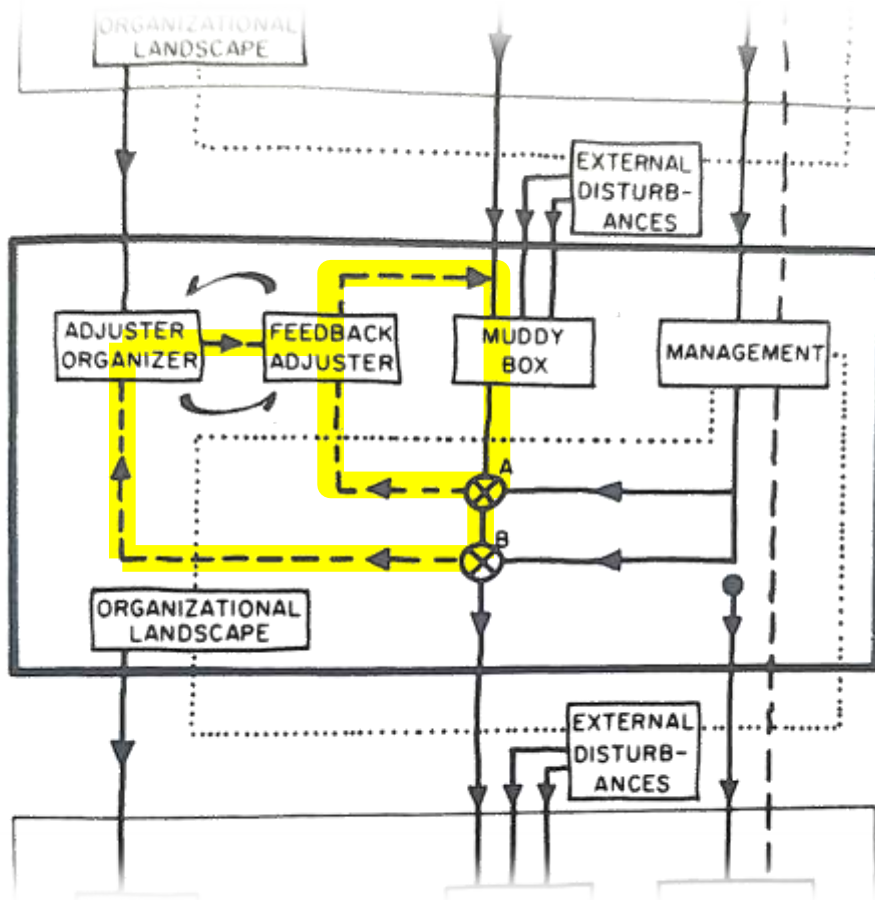 ORGANIZATIONAL
LANDSCAPE
EXTERNAL
DISTURB-
ANCES
ADJUSTER
ORGANIZER
FEEDBACK
ADJUSTER
MUDDY
BOX
MANAGEMENT
A
B
ORGANIZATIONAL
LANDSCAPE
EXTERNAL
DISTURB-
ANCES